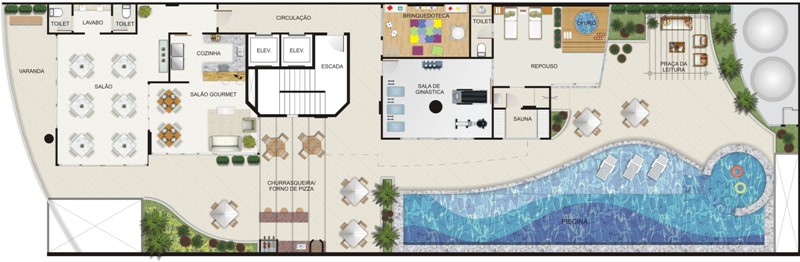 TOILET
LAVABO
TOILET
CIRCULAÇÃO
BRINQUEDOTECA
TOILET
OFURÔ
COZINHA
ELEV.
ELEV.
ESCADA
VARANDA
SALÃO
SALÃO GOURMET
SALA DE
GINÁSTICA
REPOUSO
PRAÇA DA
LEITURA
SAUNA
CHURRASQUEIRA/
FORNO DE PIZZA
PISCINA